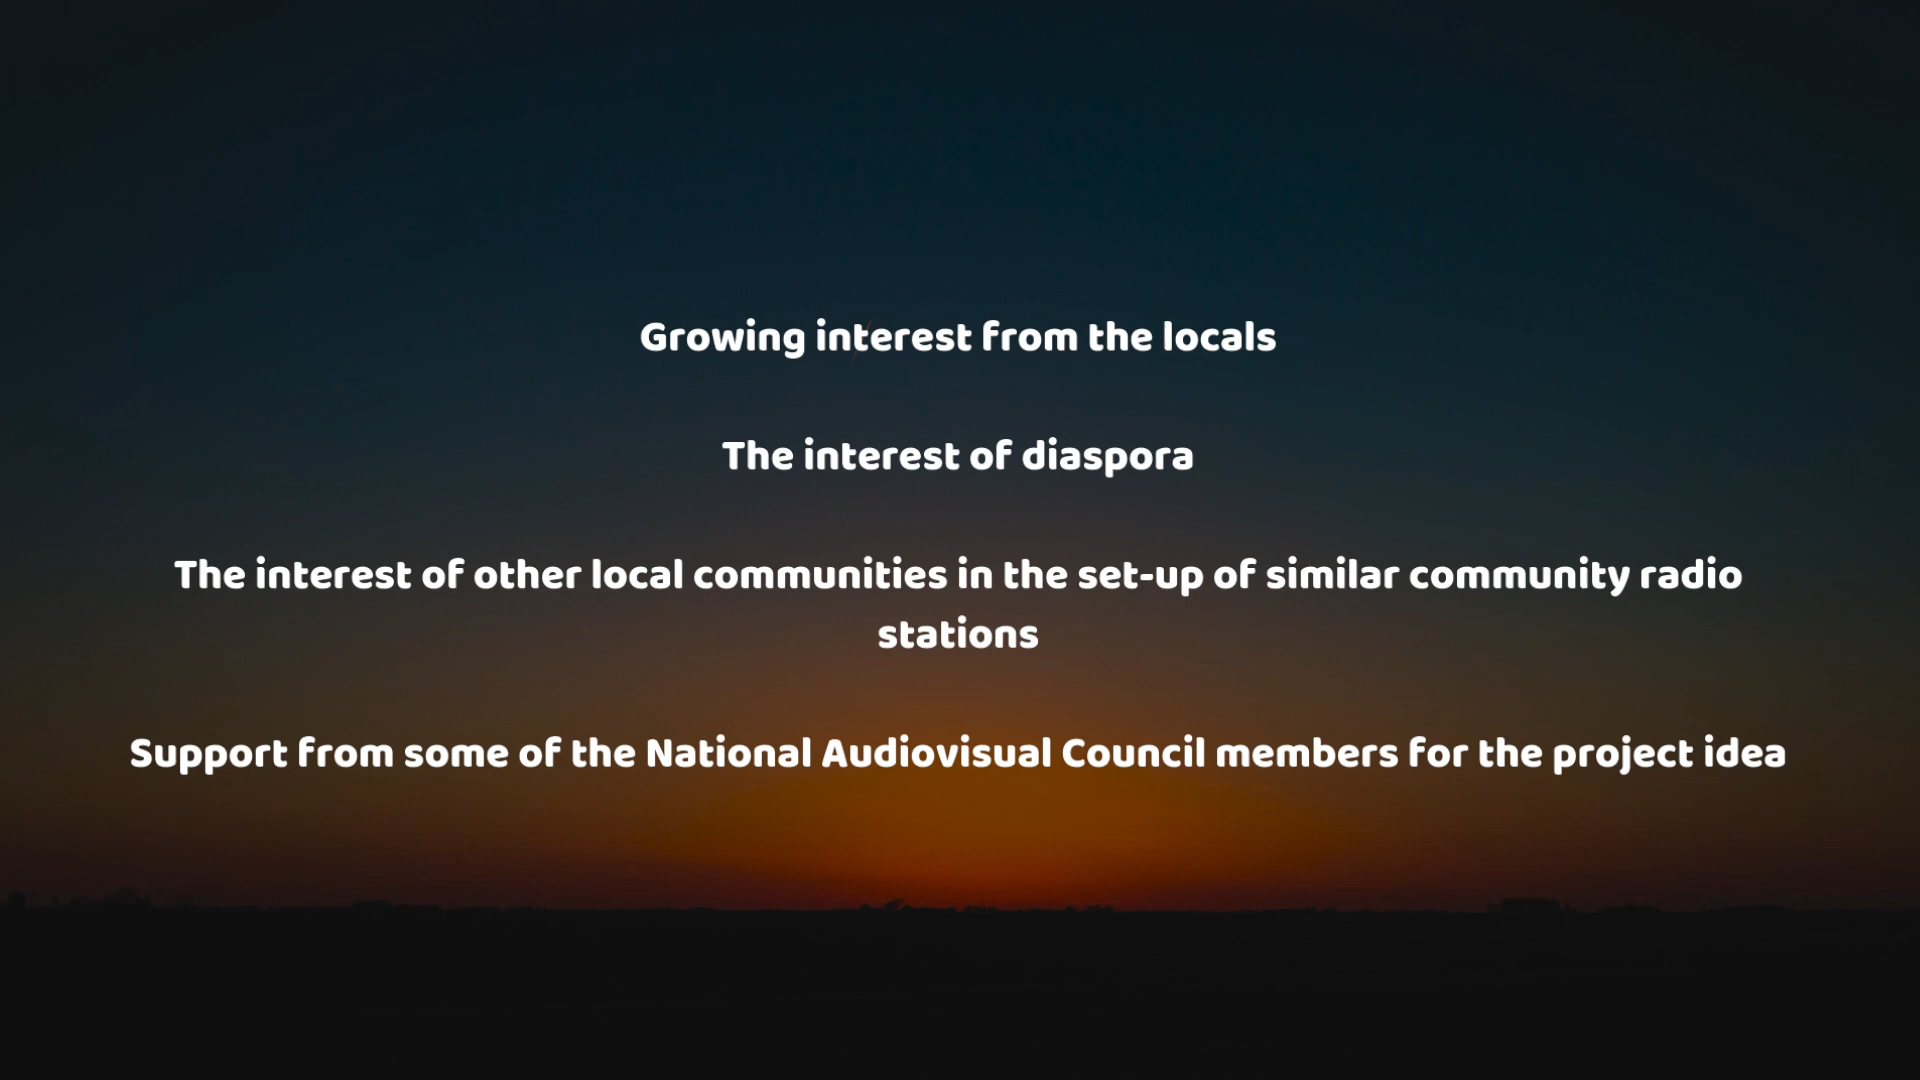 Growing interest from the locals
The interest of diaspora
The interest of other local communities in the set-up of similar community radio
stations
Support from some of the National Audiovisual Council members for the project idea